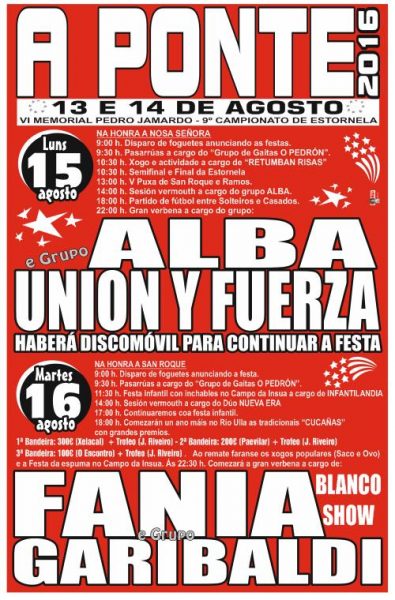 A PONTE 2016
13 E 14 DE AGOSTO
VI MEMORIAL PEDRO JAMARDO - 9º CAMPIONATO DE ESTORNELA
Luns
15
agosto
NA HONRA A NOSA SEÑORA
9:00 h. Disparo de foguetes anunciando as festas.
9:30 h. Pasarrúas a cargo do "Grupo de Gaitas O PEDRÓN".
10:30 h. Xogo e actividade a cargo de "RETUMBAN RISAS"
10:30 h. Semifinal e Final da Estornela
13:00 h. V Puxa de San Roque e Ramos.
14:00 h. Sesión vermouth a cargo do grupo ALBA.
18:00 h. Partido de fútbol entre Solteiros e Casados.
22:00 h. Gran verbena a cargo do grupo:
ALBA
e Grupo
UNION Y FUERZA
HABERÁ DISCOMÓVIL PARA CONTINUAR A FESTA
Martes
16
agosto
NA HONRA A SAN ROQUE
9:00 h. Disparo de foguetes anunciando a festa.
9:30 h. Pasarrúas a cargo do "Grupo de Gaitas O PEDRÓN".
11:30 h. Festa Infantil con inchables no Campo da Insua a cargo de INFANTILANDIA
14:00 h. Sesión vermouth a cargo do Dúo NUEVA ERA
17:00 h. Continuaremos coa festa infantil.
18:00 h. Comezarán un ano máis no Río Ulla as tradicionais "CUCAÑAS"
con grandes premios.
1ª Bandeira: 300€ (Xeiacal) + Trofeo (J. Riveiro) - 2ª Bandeira: 200€ (Paevilar) + Trofeo (J. Riveiro)
3ª Bandeira: 100€ (O Encontro) + Trofeo (J. Riveiro) . Ao remate faranse os xogos populares (Saco e Ovo)
e a Festa da espuma no Campo da Insua. Ás 22:30 h. Comezará a gran verbena a cargo de:
FANIA
BLANCO
SHOW
e Grupo
GARIBALDI